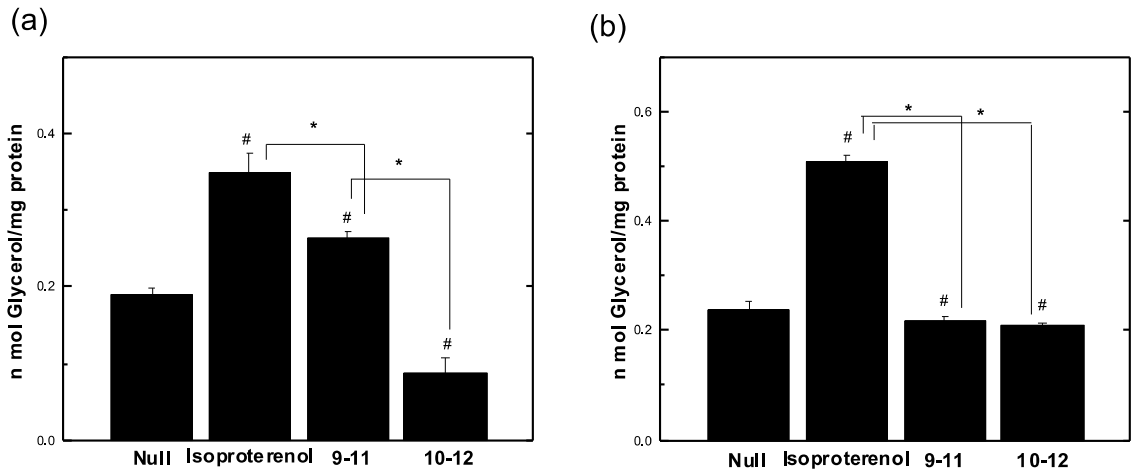 (a)
n mol Glycerol/mg protein
0.4
0.2
0.0
#
*
#
*
#
Null Isoproterenol 9-11 10-12
(b)
n mol Glycerol/mg protein
0.6
0.4
0.2
0.0
#
*
*
#
#
Null Isoproterenol 9-11 10-12